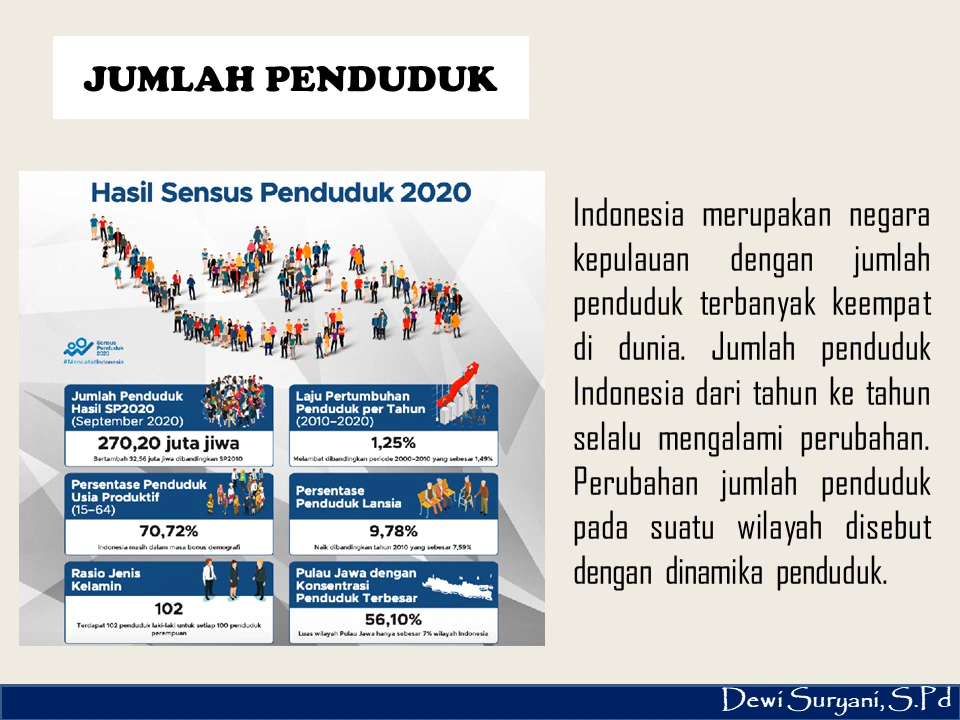 JUMLAH PENDUDUK
Hasil Sensus Penduduk 2020
Sensus
Penduduk
2020
#MencatatIndonesia
Jumlah Penduduk
Hasil SP2020
(September 2020)
270,20 juta jiwa
Bertambah 32,56 juta jiwa dibandingkan SP2010
Laju Pertumbuhan
Penduduk per Tahun
(2010–2020)
1,25%
Melambat dibandingkan periode 2000–2010 yang sebesar 1,49%
Persentase Penduduk
Usia Produktif
(15–64)
70,72%
Indonesia masih dalam masa bonus demografi
Persentase
Penduduk Lansia
9,78%
Naik dibandingkan tahun 2010 yang sebesar 7,59%
Rasio Jenis
Kelamin
102
Terdapat 102 penduduk laki-laki untuk setiap 100 penduduk
perempuan
Pulau Jawa dengan
Konsentrasi
Penduduk Terbesar
56,10%
Luas wilayah Pulau Jawa hanya sebesar 7% wilayah Indonesia
Indonesia merupakan negara
kepulauan dengan jumlah
penduduk terbanyak keempat
di dunia. Jumlah penduduk
Indonesia dari tahun ke tahun
selalu mengalami perubahan.
Perubahan jumlah penduduk
pada suatu wilayah disebut
dengan dinamika penduduk.
Dewi Suryani, S.Pd